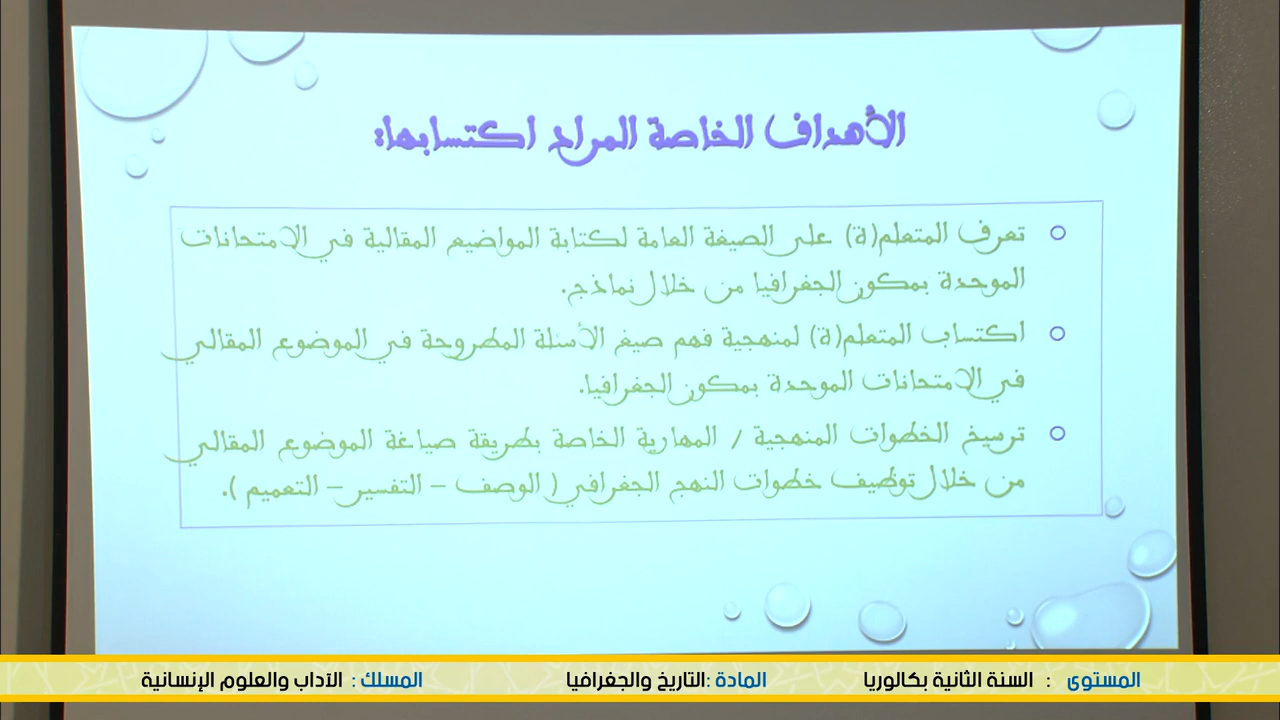 الأهداف الخاصة المراد اكتسابها:
تعرف المتعلم(ة) على الصيغة العامة لكتابة المواضيع المقالية في الامتحانات
الموحدة بمكون الجغرافيا من خلال نماذج.
اكتساب المتعلم(ة) لمنهجية فهم صيغ الأسئلة المطروحة في الموضوع المقالي
في الامتحانات الموحدة بمكون الجغرافيا.
ترسيخ الخطوات المنهجية / المهارية الخاصة بطريقة صياغة الموضوع المقالي
من خلال توظيف خطوات النهج الجغرافي ( الوصف – التفسير – التعميم ).
المستوى : السنة الثانية بكالوريا المادة :التاريخ والجغرافيا المسلك : الآداب والعلوم الإنسانية